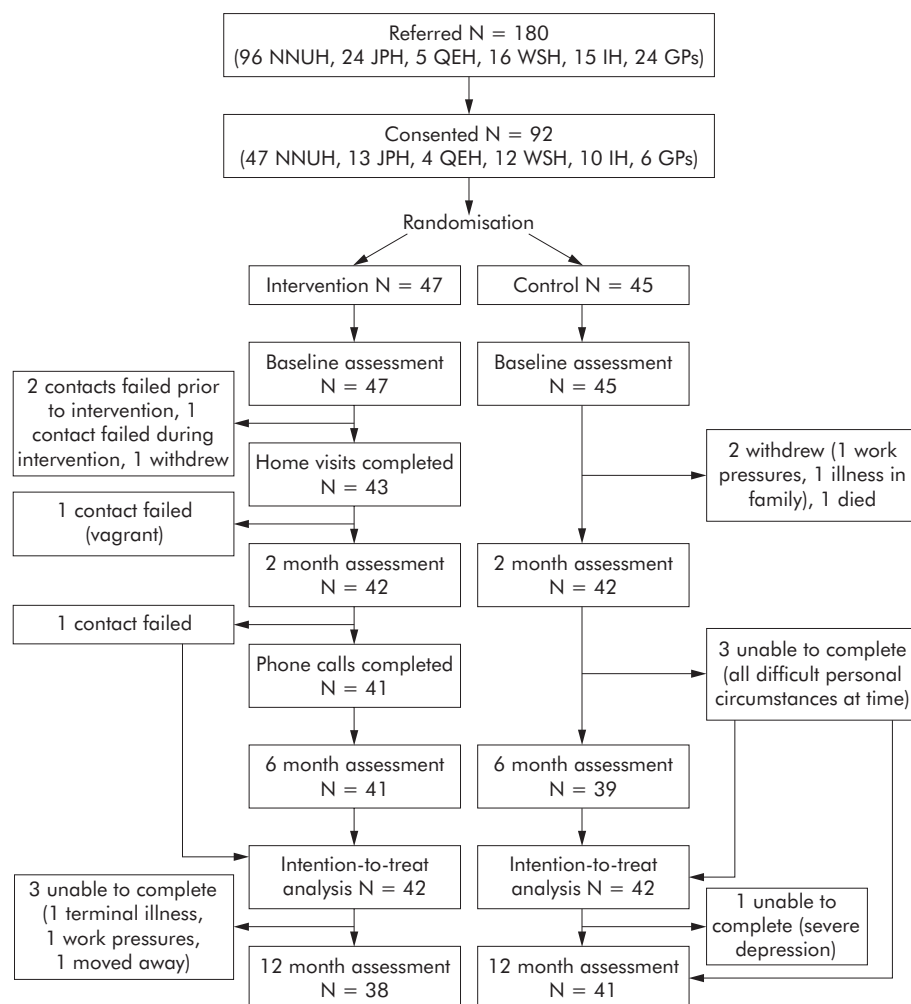 Referred N = 180
(96 NNUH, 24 JPH, 5 QEH, 16 WSH, 15 IH, 24 GPs)
Consented N = 92
(47 NNUH, 13 JPH, 4 QEH, 12 WSH, 10 IH, 6 GPs)
Randomisation
Intervention N = 47
Control N = 45
Baseline assessment
N = 47
Baseline assessment
N = 45
2 contacts failed prior
to intervention, 1
contact failed during
intervention, 1 withdrew
Home visits completed
N = 43
2 withdrew (1 work
pressures, 1 illness in
family), 1 died
1 contact failed
(vagrant)
2 month assessment
N = 42
2 month assessment
N = 42
1 contact failed
Phone calls completed
N = 41
3 unable to complete
(all difficult personal
circumstances at time)
6 month assessment
N = 41
6 month assessment
N = 39
Intention-to-treat
analysis N = 42
Intention-to-treat
analysis N = 42
3 unable to complete
(1 terminal illness,
1 work pressures,
1 moved away)
1 unable to
complete (severe
depression)
12 month assessment
N = 38
12 month assessment
N = 41